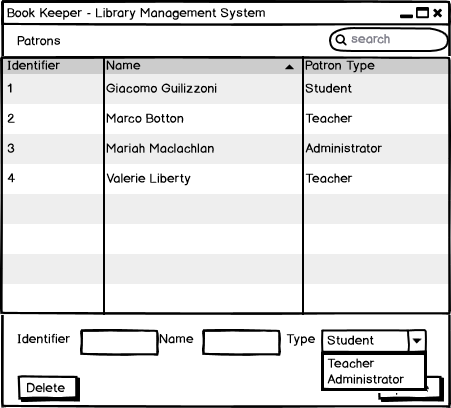 Book Keeper - Library Management System
Patrons
search
Identifier Name Patron Type
1 Giacomo Guilizzoni Student
2 Marco Botton Teacher
3 Mariah Maclachlan Administrator
4 Valerie Liberty Teacher
Identifier Name Type Student
Teacher
Administrator
Delete